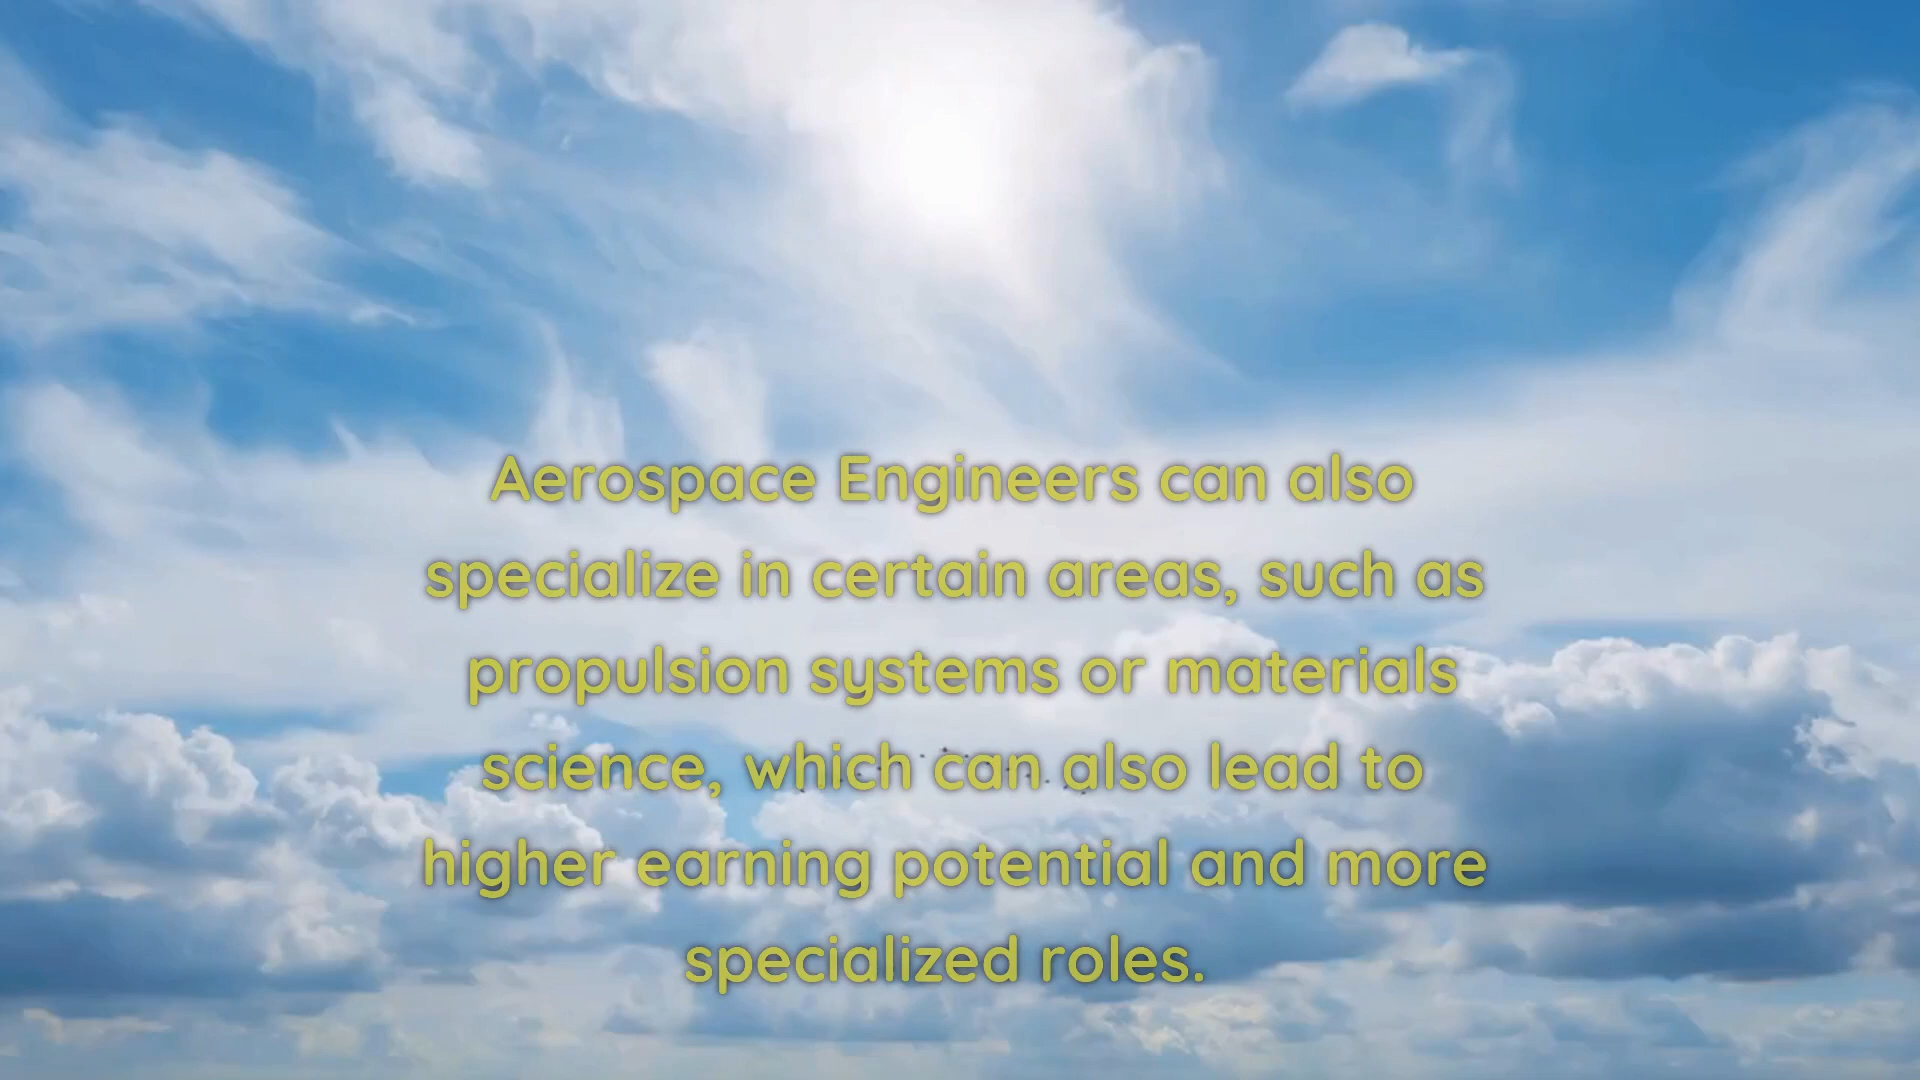 Aerospace Engineers can also
specialize in certain areas, such as
propulsion systems or materials
science, which can also lead to
higher earning potential and more
specialized roles.